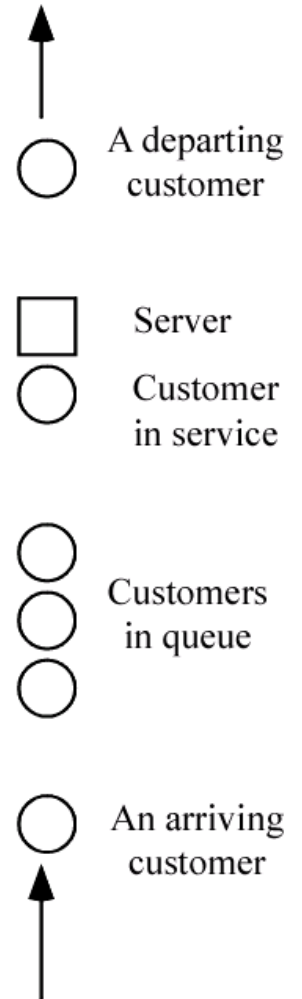 A departing
customer
Server
Customer
in service
Customers
in queue
An arriving
customer